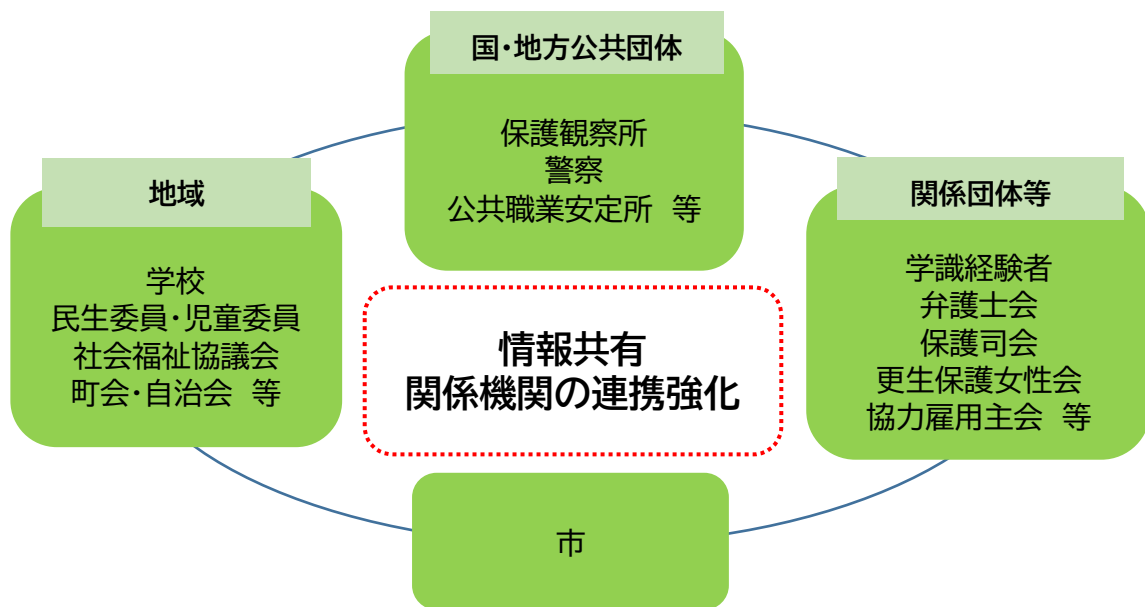 国・地方公共団体
保護観察所
警察
公共職業安定所 等
地域
学校
民生委員・児童委員
社会福祉協議会
町会・自治会 等
関係団体等
学識経験者
弁護士会
保護司会
更生保護女性会
協力雇用主会 等
情報共有
関係機関の連携強化
市